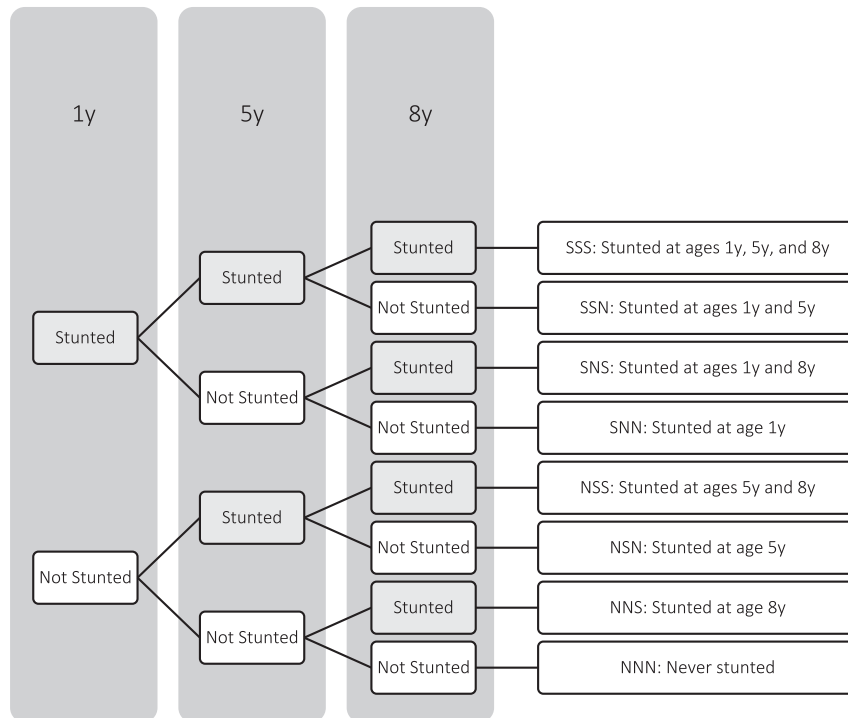 1y
5y
8y
Stunted
Not Stunted
Stunted
Not Stunted
Stunted
Not Stunted
Stunted
Not Stunted
Stunted
Not Stunted
Stunted
Not Stunted
Stunted
Not Stunted
SSS: Stunted at ages 1y, 5y, and 8y
SSN: Stunted at ages 1y and 5y
SNS: Stunted at ages 1y and 8y
SNN: Stunted at age 1y
NSS: Stunted at ages 5y and 8y
NSN: Stunted at age 5y
NNS: Stunted at age 8y
NNN: Never stunted